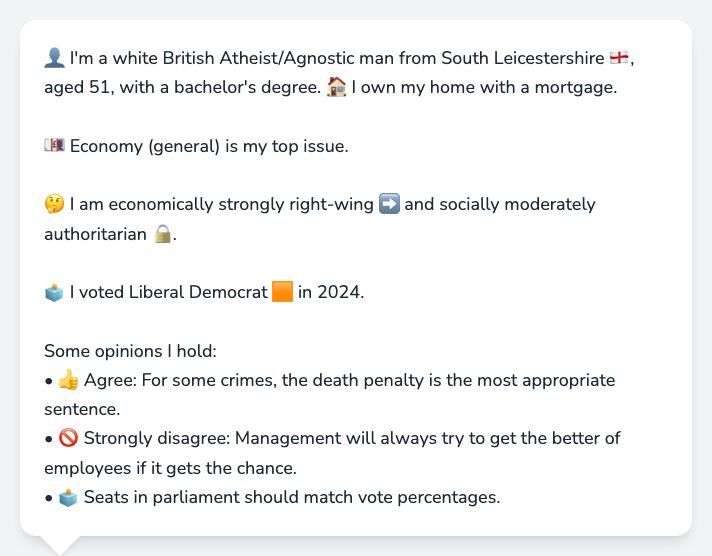 👤 I'm a white British Atheist/Agnostic man from South Leicestershire 🏴󠁧󠁢󠁥󠁮󠁧󠁿,
aged 51, with a bachelor's degree. 🏠 I own my home with a mortgage.
💷 Economy (general) is my top issue.
🤔 I am economically strongly right-wing ➡️ and socially moderately
authoritarian 🔒.
🗳️ I voted Liberal Democrat 🟧 in 2024.
Some opinions I hold:
• 👍 Agree: For some crimes, the death penalty is the most appropriate
sentence.
• 🚫 Strongly disagree: Management will always try to get the better of
employees if it gets the chance.
• 🗳️ Seats in parliament should match vote percentages.